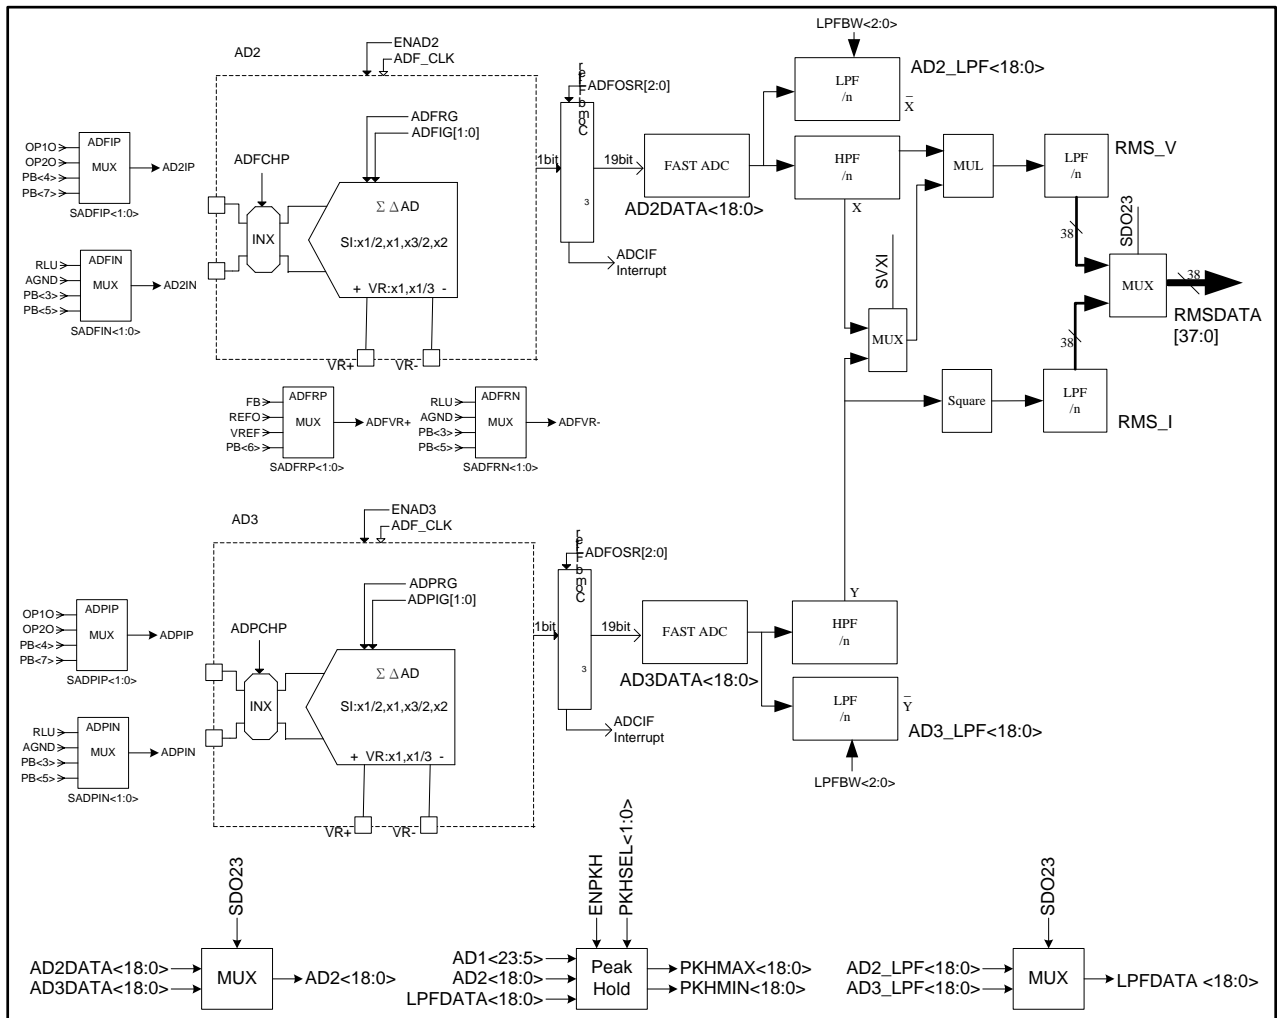 LPFBW<2:0>
ENAD2
ADF_CLK
AD2
AD2_LPF<18:0>
LPF
/n
X
Comb Filter
ADFOSR[2:0]
ADFRG
ADFIG[1:0]
OP1O
OP2O
PB<4>
PB<7>
ADFIP
MUX
AD2IP
SADFIP<1:0>
ADFCHP
1bit
19bit
3
FAST ADC
AD2DATA<18:0>
HPF
/n
X
MUL
LPF
/n
RMS_V
Σ Δ AD
SI:x1/2,x1,x3/2,x2
INX
+ VR:x1,x1/3 -
VR+
VR-
RLU
AGND
PB<3>
PB<5>
ADFIN
MUX
AD2IN
SADFIN<1:0>
ADCIF
Interrupt
SVXI
MUX
38
SDO23
MUX
38
RMSDATA
[37:0]
38
FB
REFO
VREF
PB<6>
ADFRP
MUX
ADFVR+
SADFRP<1:0>
RLU
AGND
PB<3>
PB<5>
ADFRN
MUX
ADFVR-
SADFRN<1:0>
Square
LPF
/n
RMS_I
ENAD3
ADF_CLK
AD3
Comb Filter
ADFOSR[2:0]
ADPRG
ADPIG[1:0]
OP1O
OP2O
PB<4>
PB<7>
ADPIP
MUX
ADPIP
SADPIP<1:0>
ADPCHP
1bit
19bit
3
FAST ADC
AD3DATA<18:0>
Y
HPF
/n
LPF
/n
Y
AD3_LPF<18:0>
LPFBW<2:0>
Σ Δ AD
SI:x1/2,x1,x3/2,x2
INX
+ VR:x1,x1/3 -
VR+
VR-
RLU
AGND
PB<3>
PB<5>
ADPIN
MUX
ADPIN
SADPIN<1:0>
ADCIF
Interrupt
SDO23
AD2DATA<18:0>
AD3DATA<18:0>
MUX
AD2<18:0>
ENPKH
PKHSEL<1:0>
AD1<23:5>
AD2<18:0>
LPFDATA<18:0>
Peak
Hold
PKHMAX<18:0>
PKHMIN<18:0>
SDO23
AD2_LPF<18:0>
AD3_LPF<18:0>
MUX
LPFDATA <18:0>